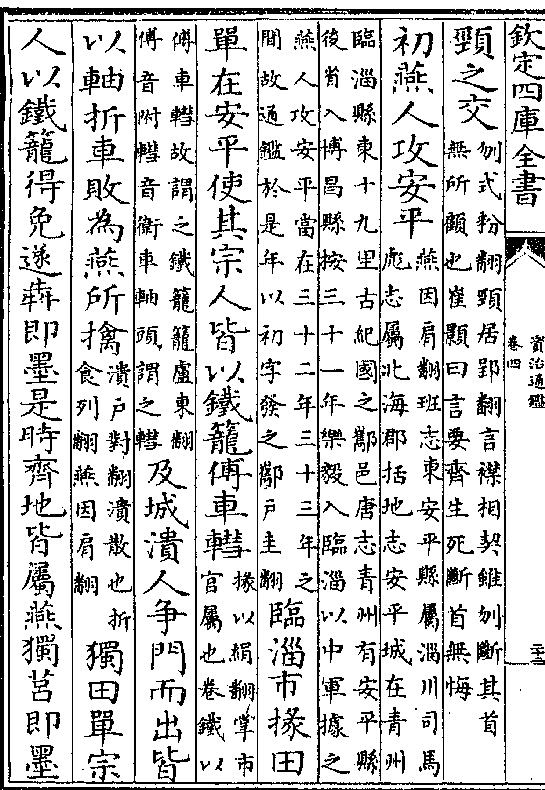 欽定四庫全書
資治通鑑
卷四
二十三
頸之交
刎式粉翻頸居郢翻言襟相契雖刎斷其首
無所顧也崔顥曰言要齊生死斷首無悔
初燕人攻安平
燕因肩翻班志東安平縣屬淄川司馬
彪志屬北海郡括地志安平城在青州
臨淄縣東十九里古紀國之酅邑唐志青州有安平縣
後省入博昌縣按三十一年樂毅入臨淄以中軍據之
燕人攻安平當在三十二年三十三年之
間故通鑑於是年以初字發之酅戶圭翻
臨淄市掾田
單在安平使其宗人皆以鐵籠傅車轊
掾以絹翻掌市
官屬也卷鐵以
傅車轊故謂之鐵籠籠盧東翻
傅音附轊音衛車軸頭謂之轊
及城潰人争門而出皆
以軸折車敗為燕所擒
潰戶對翻潰散也折
食列翻燕因肩翻
獨田單宗
人以鐵籠得免遂犇即墨是時齊地皆屬燕獨莒即墨